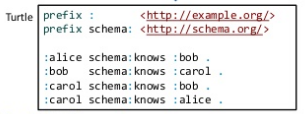 Turtle
prefix :       <http://example.org/>
prefix schema: <http://schema.org/>
:alice schema:knows :bob .
:bob   schema:knows :carol .
:carol schema:knows :bob .
:carol schema:knows :alice .